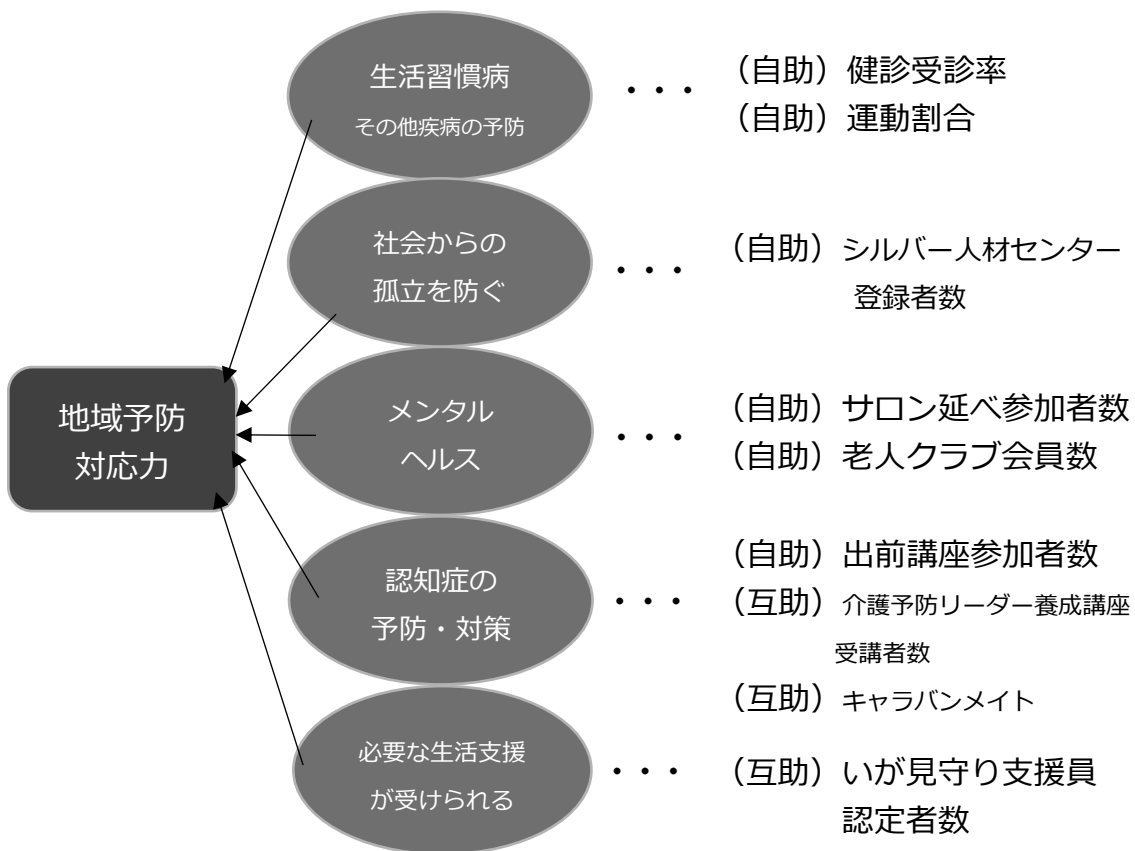 生活習慣病
その他疾病の予防
・・・
（自助）健診受診率
（自助）運動割合
社会からの
孤立を防ぐ
・・・
（自助）シルバー人材センター
登録者数
地域予防
対応力
メンタル
ヘルス
・・・
（自助）サロン延べ参加者数
（自助）老人クラブ会員数
認知症の
予防・対策
・・・
（自助）出前講座参加者数
（互助）介護予防リーダー養成講座
受講者数
（互助）キャラバンメイト
必要な生活支援
が受けられる
・・・
（互助）いが見守り支援員
認定者数